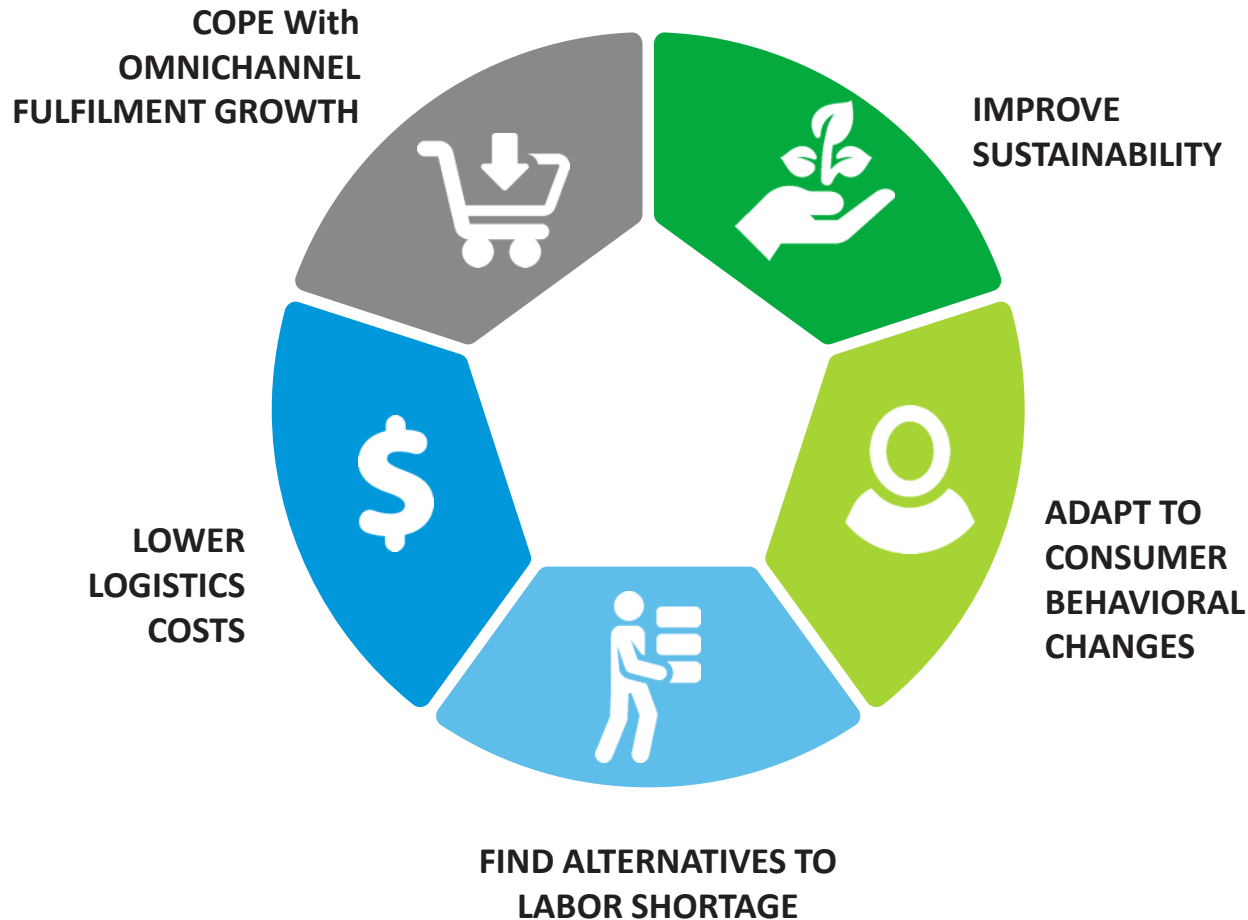 COPE With
OMNICHANNEL
FULFILMENT GROWTH
IMPROVE
SUSTAINABILITY
ADAPT TO
CONSUMER
BEHAVIORAL
CHANGES
FIND ALTERNATIVES TO
LABOR SHORTAGE
LOWER
LOGISTICS
COSTS
$